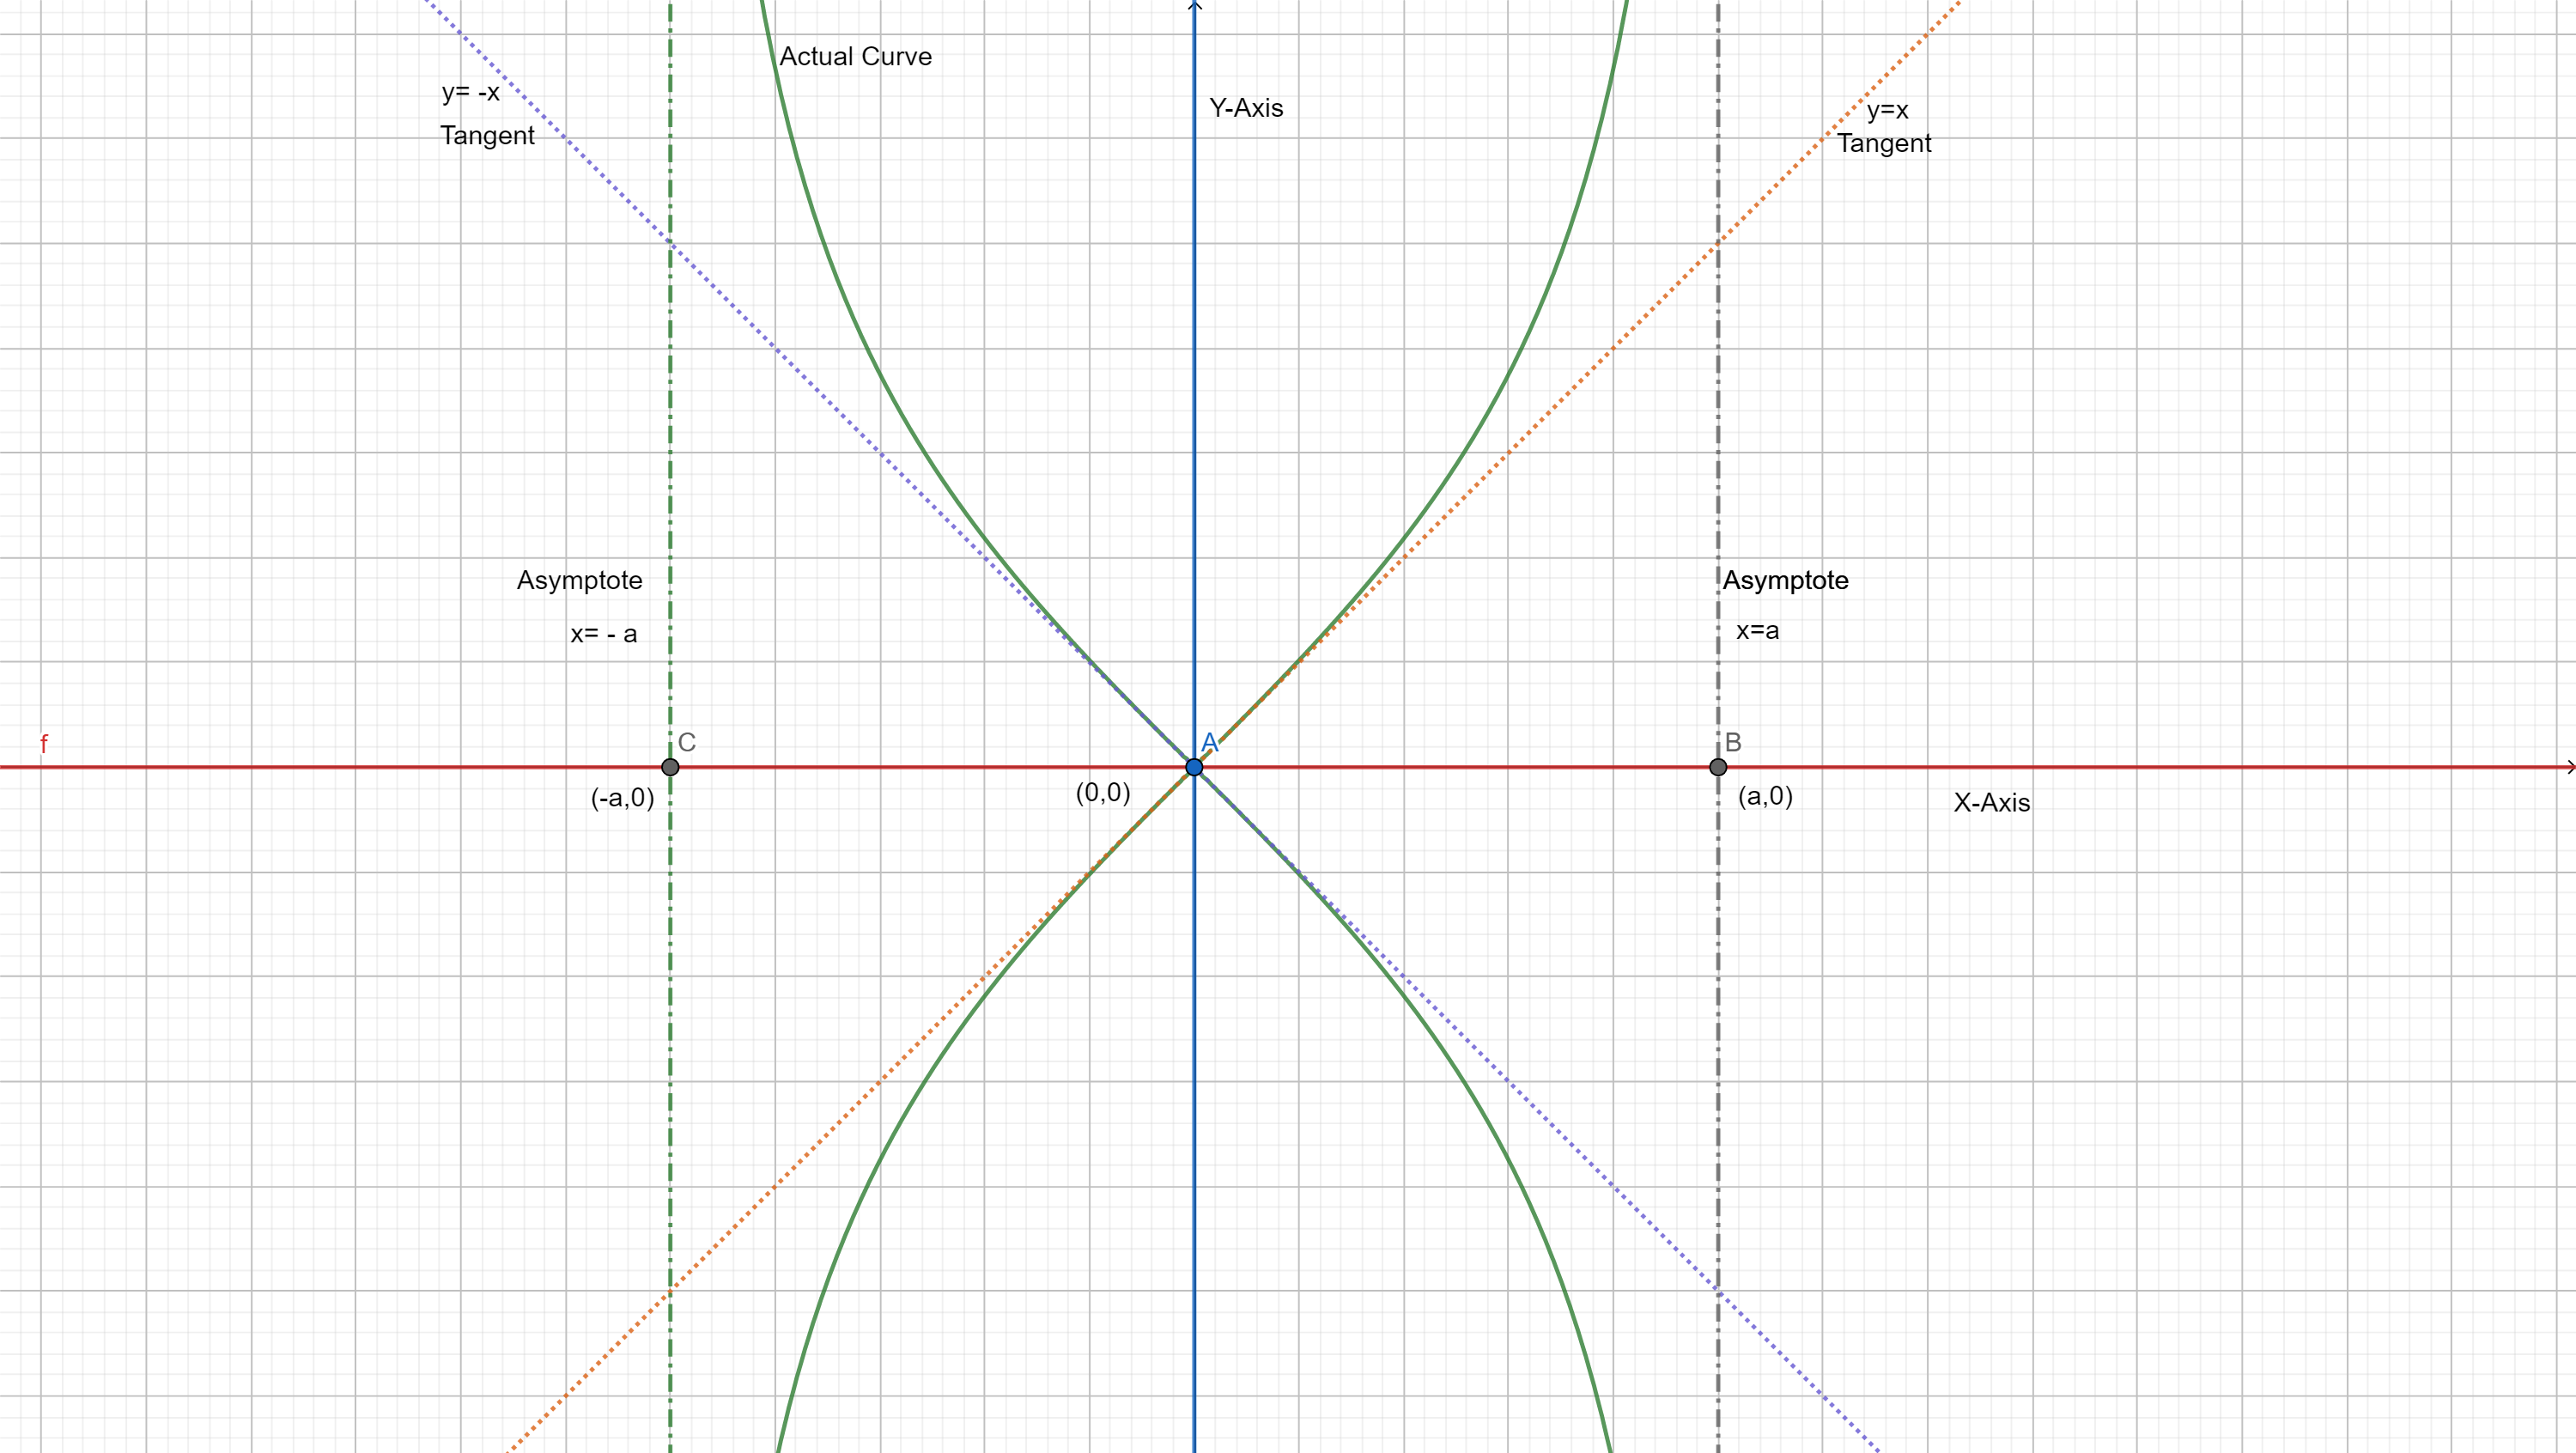 Actual Curve
y= -x
Tangent
Y-Axis
y=x
Tangent
Asymptote
x= - a
Asymptote
x=a
f
C
A
B
(-a,0)
(0,0)
(a,0)
X-Axis